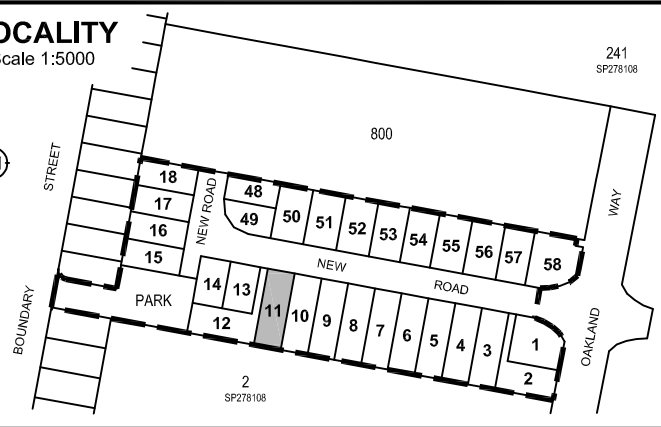 OCALITY
Scale 1:5000
241
SP278108
800
STREET
BOUNDARY
18
17
16
15
NEW ROAD
48
49
50
51
52
53
54
55
56
57
58
WAY
OAKLAND
NEW
ROAD
PARK
14
13
12
11
10
9
8
7
6
5
4
3
1
2
2
SP278108